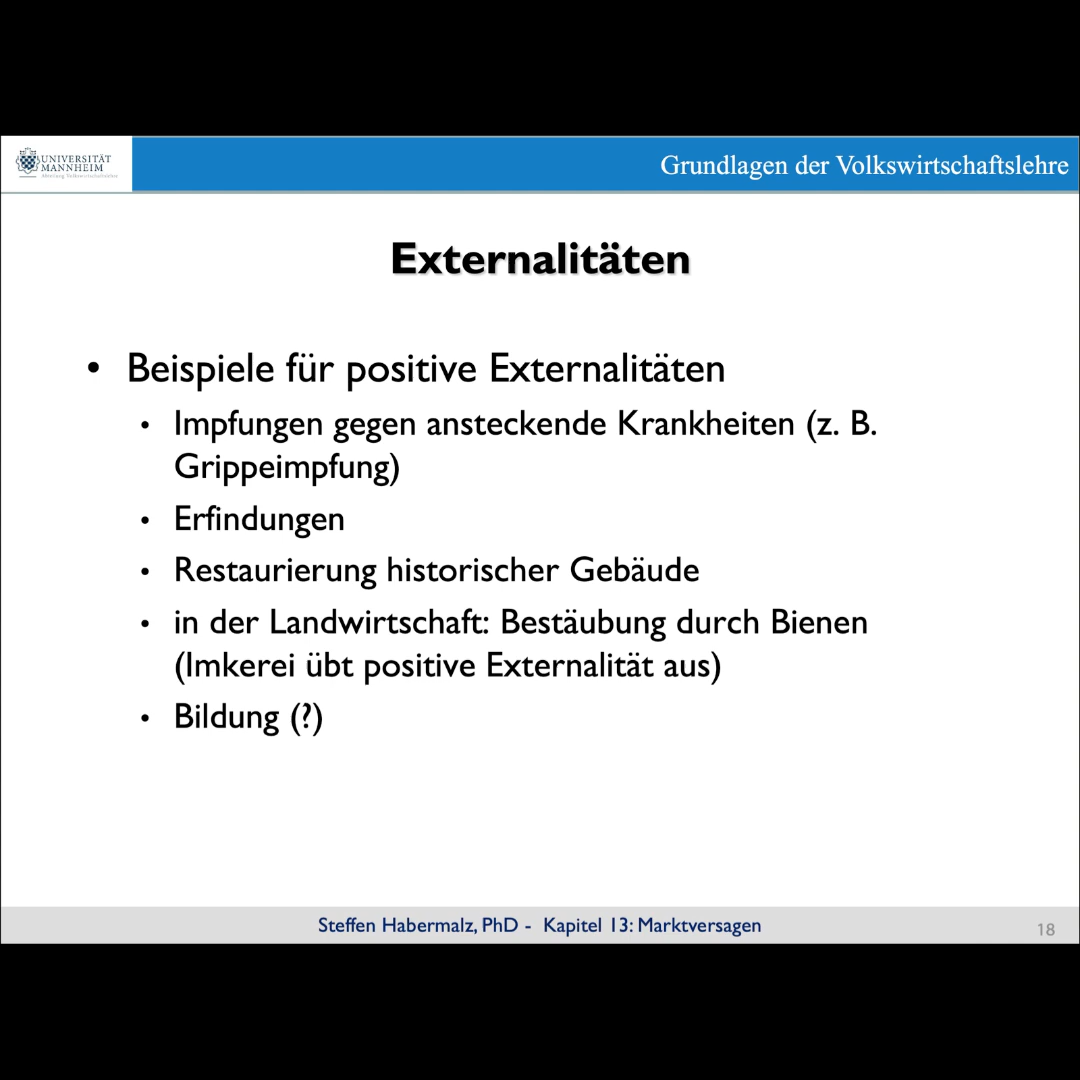 UNIVERSITÄT
MANNHEIM
Abteilung Volkswirtschaftslehre
Grundlagen der Volkswirtschaftslehre
Externalitäten
• Beispiele für positive Externalitäten
• Impfungen gegen ansteckende Krankheiten (z. B.
Grippeimpfung)
• Erfindungen
• Restaurierung historischer Gebäude
• in der Landwirtschaft: Bestäubung durch Bienen
(Imkerei übt positive Externalität aus)
• Bildung (?)
Steffen Habermalz, PhD - Kapitel 13: Marktversagen
18